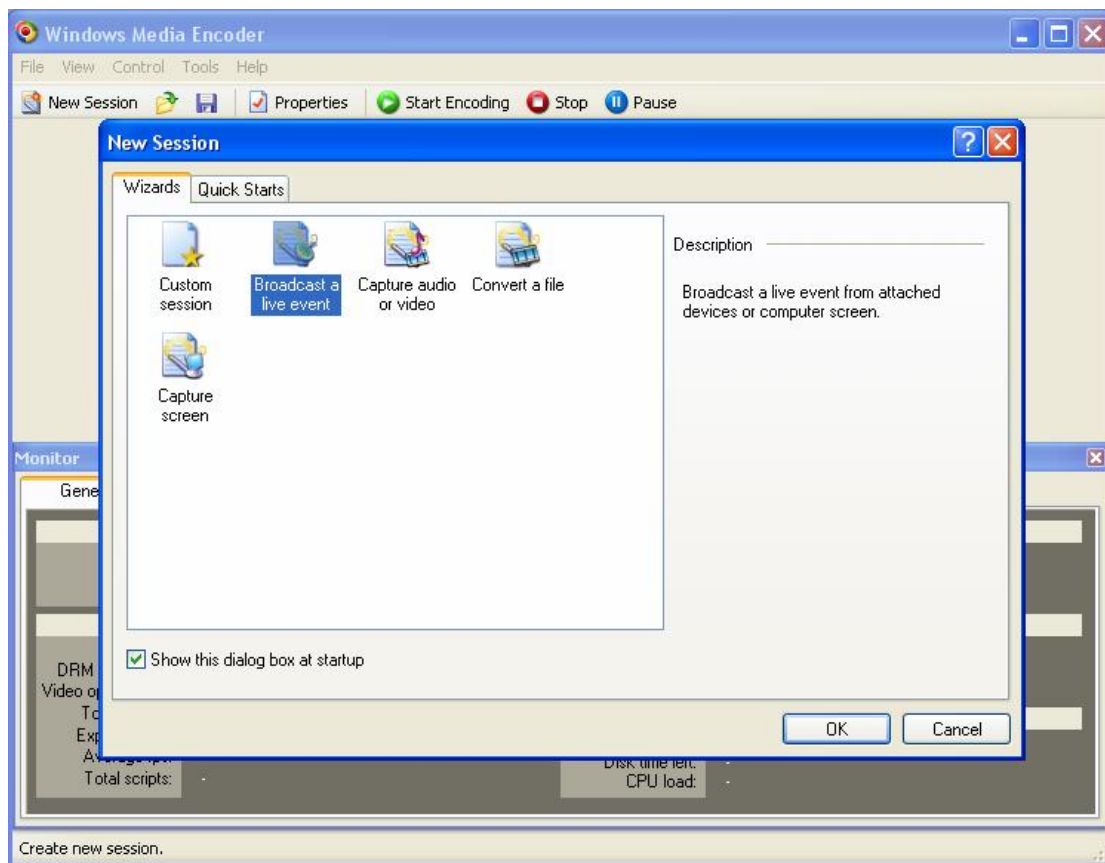 Windows Media Encoder
File View Control Tools Help
New Session Properties Start Encoding Stop Pause
New Session
Wizards Quick Starts
Custom session
Broadcast a live event
Capture audio or video
Convert a file
Capture screen
Description
Broadcast a live event from attached
devices or computer screen.
Show this dialog box at startup
OK Cancel
Monitor
Gene
DRM
Video op
Total scripts: -
Disk time left: -
CPU load: -
Create new session.